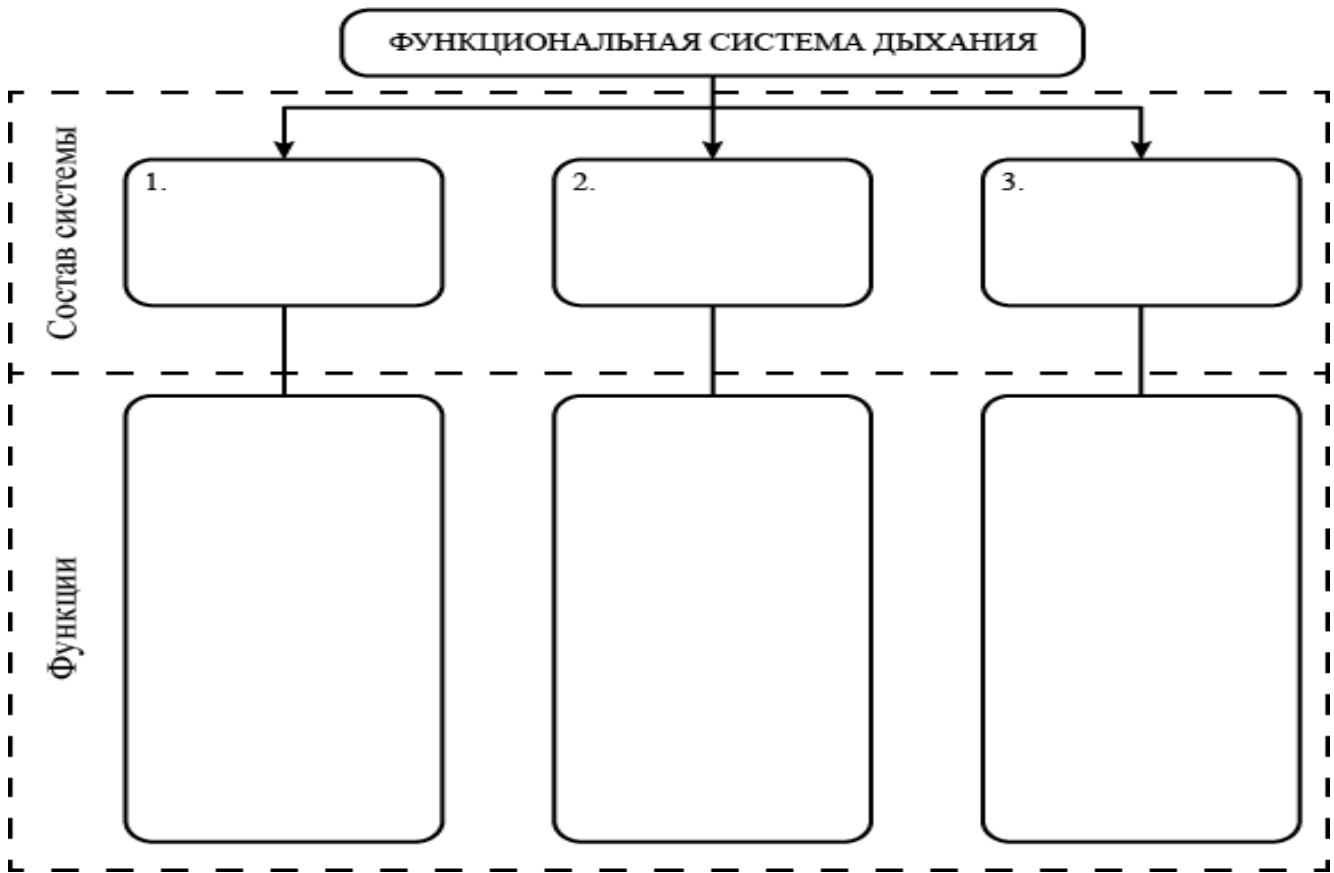 ФУНКЦИОНАЛЬНАЯ СИСТЕМА ДЫХАНИЯ
Состав системы
1.
2.
3.
Функции